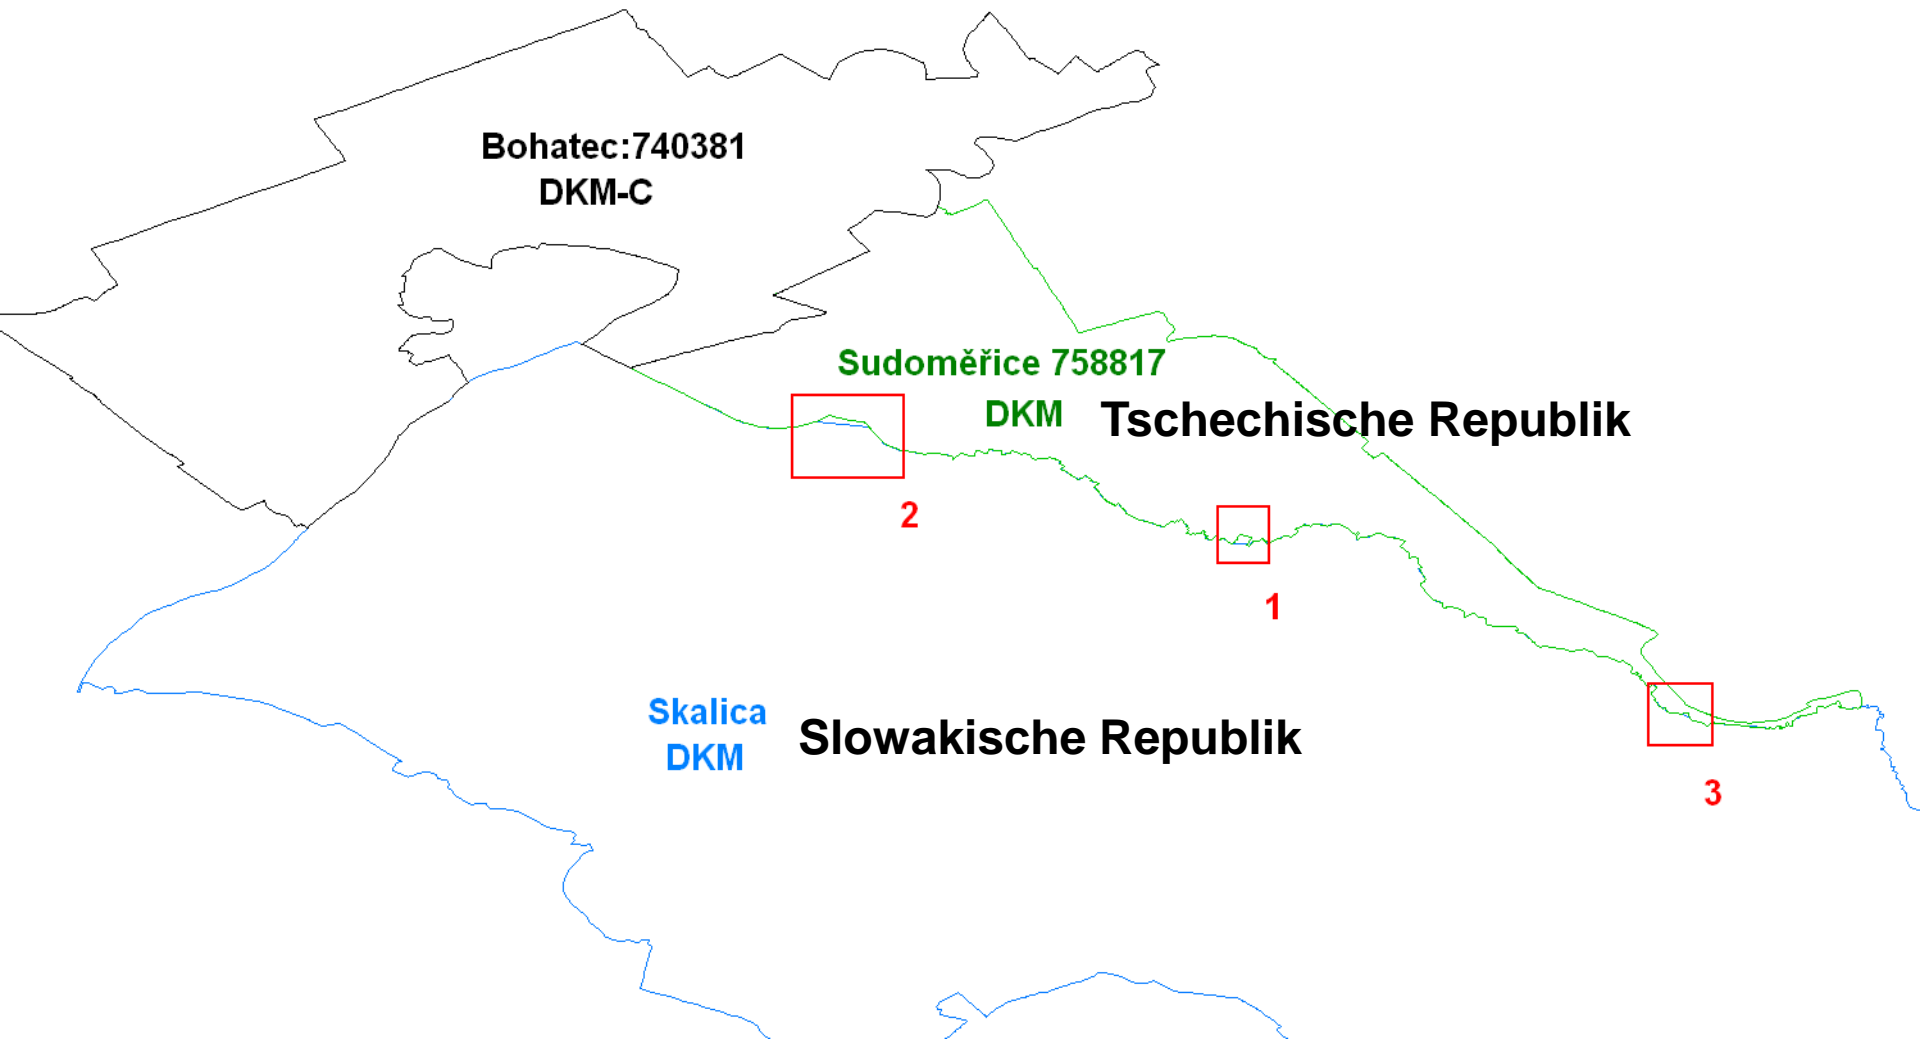 Bohatec:740381
DKM-C
Sudoměřice 758817
DKM
Tschechische Republik
2
1
Skalica
DKM
Slowakische Republik
3